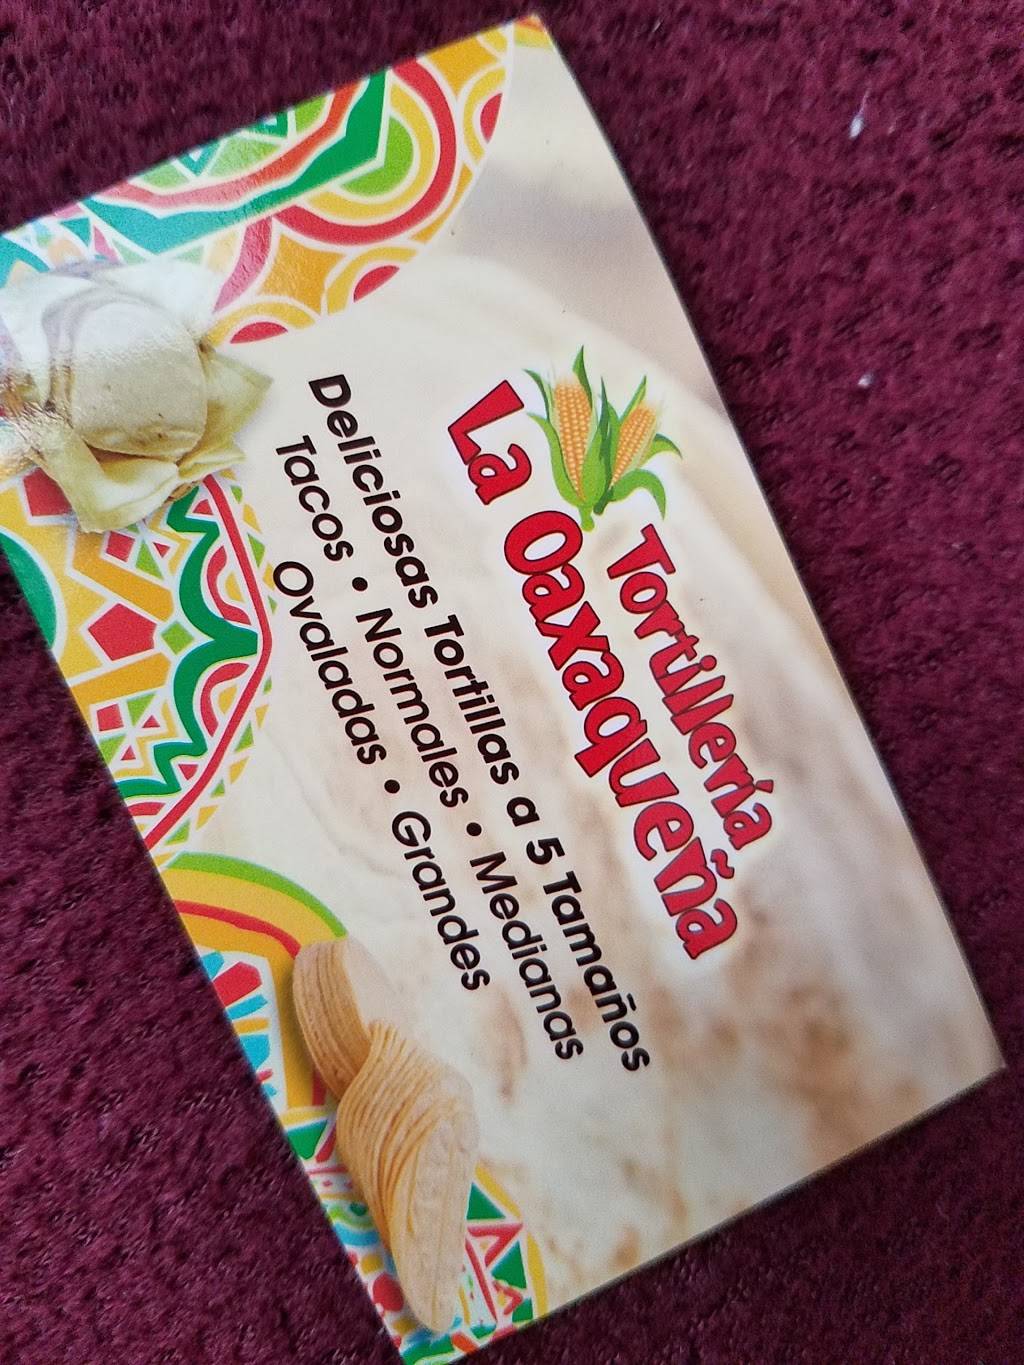 Tortillería
La Oaxaqueña
Deliciosas Tortillas a 5 Tamaños
Tacos • Normales • Medianas
Ovaladas • Grandes